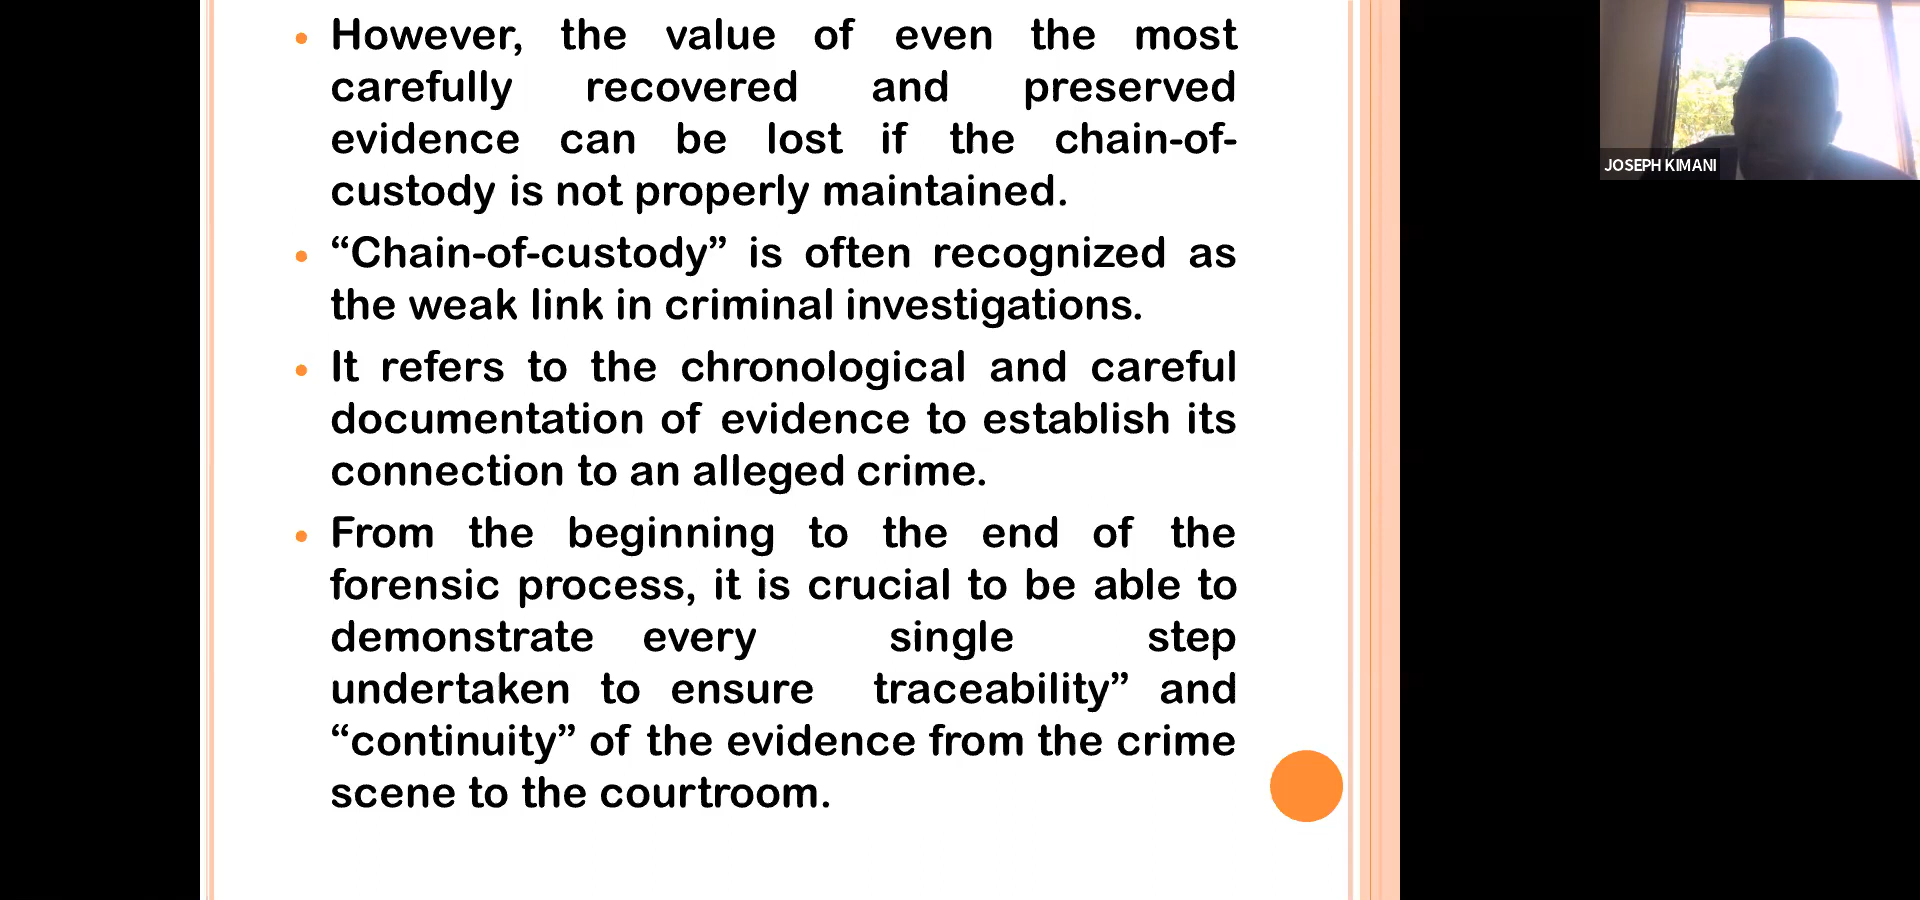 However, the value of even the most
carefully recovered and preserved
evidence can be lost if the chain-of-
custody is not properly maintained.
“Chain-of-custody” is often recognized as
the weak link in criminal investigations.
It refers to the chronological and careful
documentation of evidence to establish its
connection to an alleged crime.
From the beginning to the end of the
forensic process, it is crucial to be able to
demonstrate every single step
undertaken to ensure traceability” and
“continuity” of the evidence from the crime
scene to the courtroom.
JOSEPH KIMANI